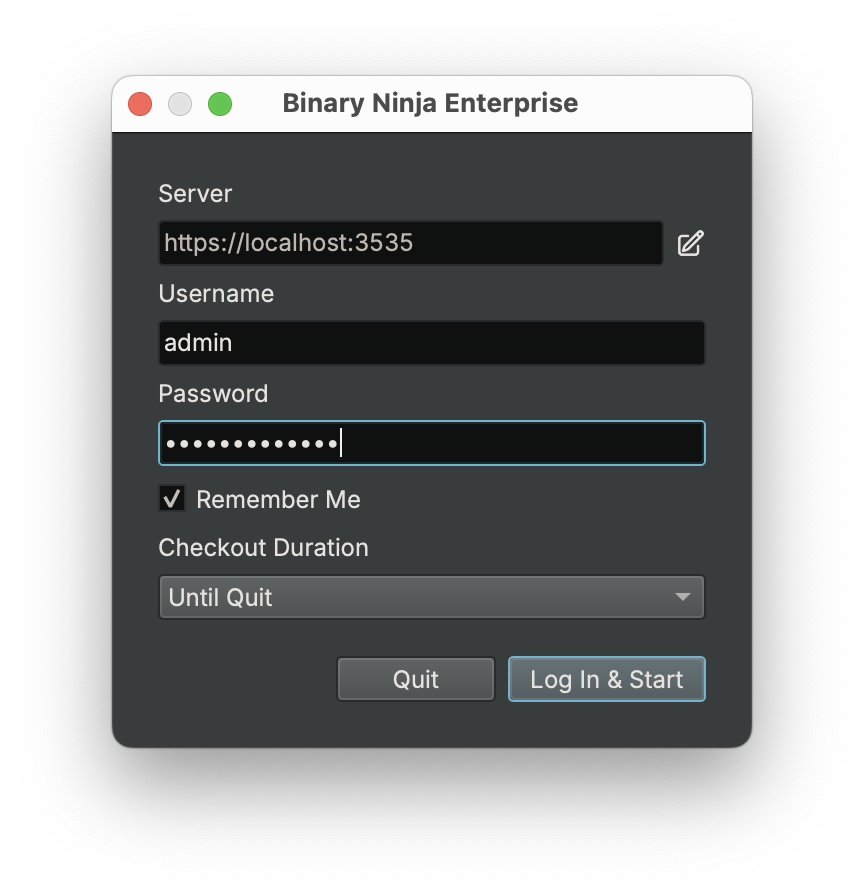 Binary Ninja Enterprise
Server
https://localhost:3535
Username
admin
Password
•••••••••••••
Remember Me
Checkout Duration
Until Quit
Quit
Log In & Start